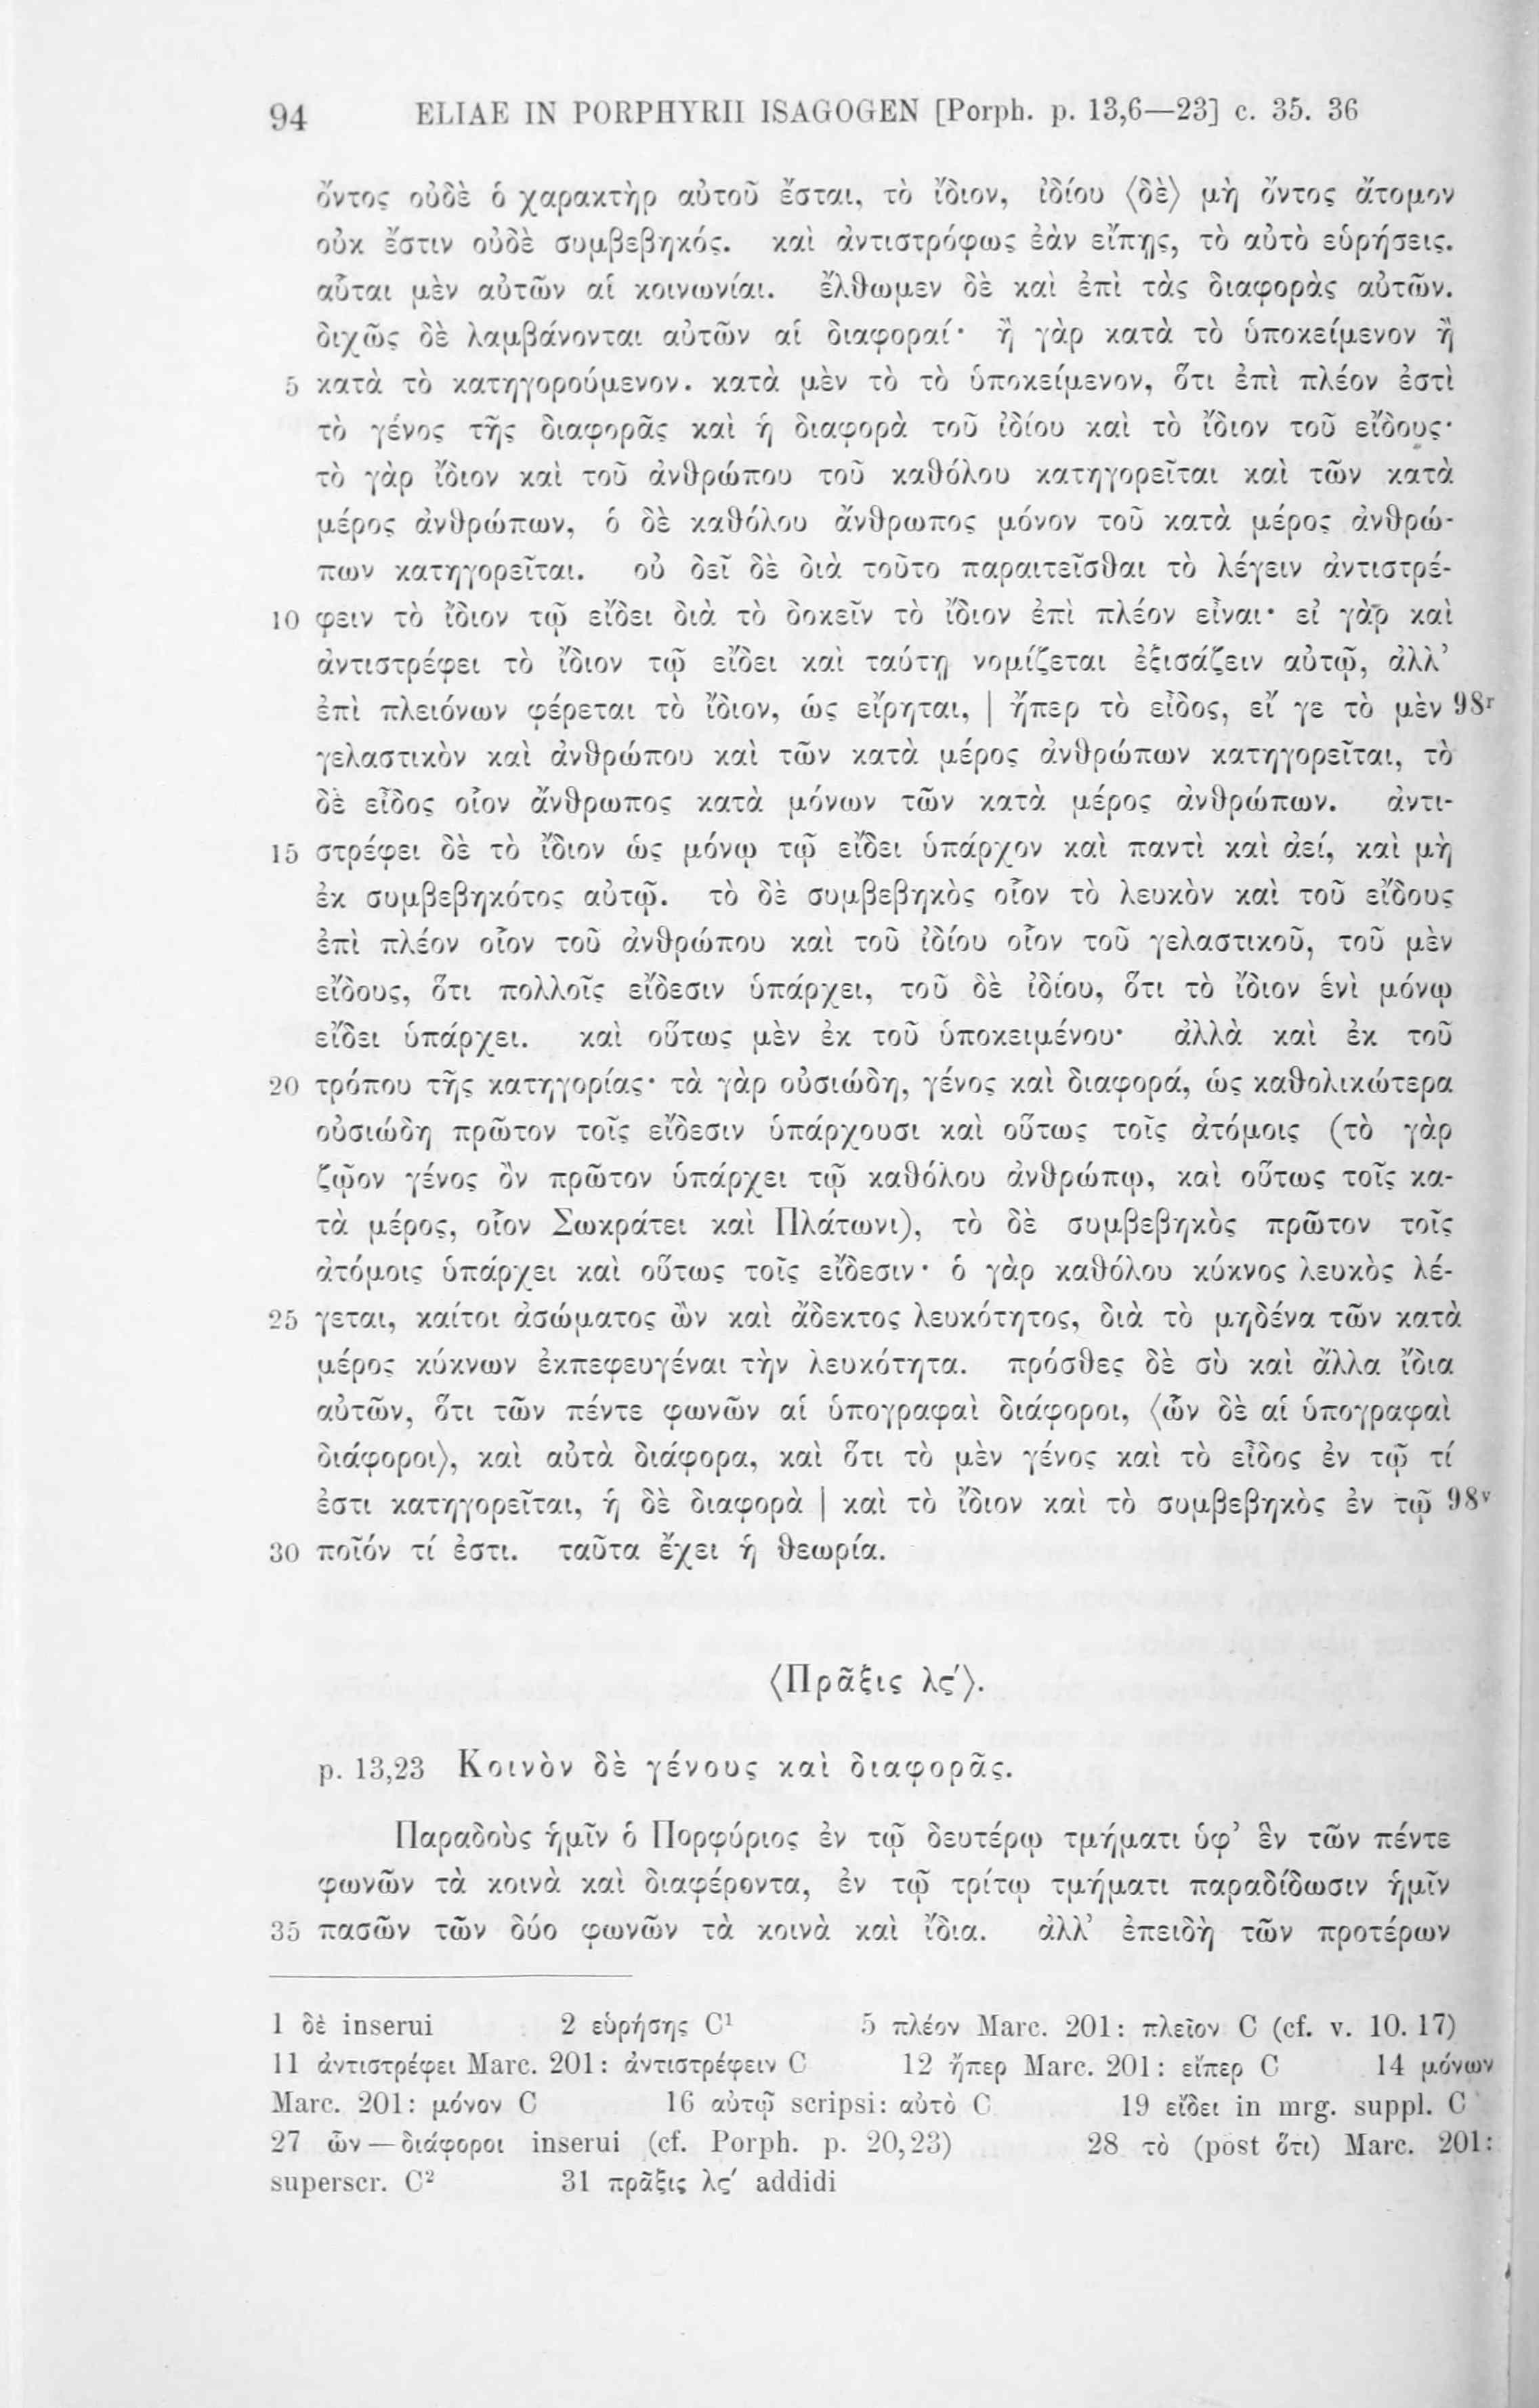 94 ELIAE IN PORPHYRII ISAGOGEN [Porph. p. 13,6—23] c. 35. 36
ὄντος οὐδὲ ὁ χαρακτὴρ αὐτοῦ ἔσται, τὸ ἴδιον, ἰδίου ⟨δὲ⟩ μὴ ὄντος ἄτομον
οὐκ ἔστιν οὐδὲ συμβεβηκός. καὶ ἀντιστρόφως ἐὰν εἴπῃς, τὸ αὐτὸ εὑρήσεις.
αὗται μὲν αὐτῶν αἱ κοινωνίαι. ἔλθωμεν δὲ καὶ ἐπὶ τὰς διαφορὰς αὐτῶν.
διχῶς δὲ λαμβάνονται αὐτῶν αἱ διαφοραί· ἢ γὰρ κατὰ τὸ ὑποκείμενον ἢ
5 κατὰ τὸ κατηγορούμενον. κατὰ μὲν τὸ τὸ ὑποκείμενον, ὅτι ἐπὶ πλέον ἐστὶ
τὸ γένος τῆς διαφορᾶς καὶ ἡ διαφορὰ τοῦ ἰδίου καὶ τὸ ἴδιον τοῦ εἴδους·
τὸ γὰρ ἴδιον καὶ τοῦ ἀνθρώπου τοῦ καθόλου κατηγορεῖται καὶ τῶν κατὰ
μέρος ἀνθρώπων, ὁ δὲ καθόλου ἄνθρωπος μόνον τοῦ κατὰ μέρος ἀνθρώ-
πων κατηγορεῖται. οὐ δεῖ δὲ διὰ τοῦτο παραιτεῖσθαι τὸ λέγειν ἀντιστρέ-
10 φειν τὸ ἴδιον τῷ εἴδει διὰ τὸ δοκεῖν τὸ ἴδιον ἐπὶ πλέον εἶναι· εἰ γὰρ καὶ
ἀντιστρέφει τὸ ἴδιον τῷ εἴδει καὶ ταύτῃ νομίζεται ἐξισάζειν αὐτῷ, ἀλλ’
ἐπὶ πλειόνων φέρεται τὸ ἴδιον, ὡς εἴρηται, | ἤπερ τὸ εἶδος, εἴ γε τὸ μὲν 98r
γελαστικὸν καὶ ἀνθρώπου καὶ τῶν κατὰ μέρος ἀνθρώπων κατηγορεῖται, τὸ
δὲ εἶδος οἷον ἄνθρωπος κατὰ μόνων τῶν κατὰ μέρος ἀνθρώπων. ἀντι-
15 στρέφει δὲ τὸ ἴδιον ὡς μόνῳ τῷ εἴδει ὑπάρχον καὶ παντὶ καὶ ἀεί, καὶ μὴ
ἐκ συμβεβηκότος αὐτῷ. τὸ δὲ συμβεβηκὸς οἷον τὸ λευκὸν καὶ τοῦ εἴδους
ἐπὶ πλέον οἷον τοῦ ἀνθρώπου καὶ τοῦ ἰδίου οἷον τοῦ γελαστικοῦ, τοῦ μὲν
εἴδους, ὅτι πολλοῖς εἴδεσιν ὑπάρχει, τοῦ δὲ ἰδίου, ὅτι τὸ ἴδιον ἑνὶ μόνῳ
εἴδει ὑπάρχει. καὶ οὕτως μὲν ἐκ τοῦ ὑποκειμένου· ἀλλὰ καὶ ἐκ τοῦ
20 τρόπου τῆς κατηγορίας· τὰ γὰρ οὐσιώδη, γένος καὶ διαφορά, ὡς καθολικώτερα
οὐσιώδη πρῶτον τοῖς εἴδεσιν ὑπάρχουσι καὶ οὕτως τοῖς ἀτόμοις (τὸ γὰρ
ζῷον γένος ὂν πρῶτον ὑπάρχει τῷ καθόλου ἀνθρώπῳ, καὶ οὕτως τοῖς κα-
τὰ μέρος, οἷον Σωκράτει καὶ Πλάτωνι), τὸ δὲ συμβεβηκὸς πρῶτον τοῖς
ἀτόμοις ὑπάρχει καὶ οὕτως τοῖς εἴδεσιν· ὁ γὰρ καθόλου κύκνος λευκὸς λέ-
25 γεται, καίτοι ἀσώματος ὢν καὶ ἄδεκτος λευκότητος, διὰ τὸ μηδένα τῶν κατὰ
μέρος κύκνων ἐκπεφευγέναι τὴν λευκότητα. πρόσθες δὲ σὺ καὶ ἄλλα ἴδια
αὐτῶν, ὅτι τῶν πέντε φωνῶν αἱ ὑπογραφαὶ διάφοροι, ⟨ὧν δὲ αἱ ὑπογραφαὶ
διάφοροι⟩, καὶ αὐτὰ διάφορα, καὶ ὅτι τὸ μὲν γένος καὶ τὸ εἶδος ἐν τῷ τί
ἐστι κατηγορεῖται, ἡ δὲ διαφορὰ | καὶ τὸ ἴδιον καὶ τὸ συμβεβηκὸς ἐν τῷ 98v
30 ποῖόν τί ἐστι. ταῦτα ἔχει ἡ θεωρία.
⟨Πρᾶξις λϛ′⟩.
p. 13,23 Κοινὸν δὲ γένους καὶ διαφορᾶς.
Παραδοὺς ἡμῖν ὁ Πορφύριος ἐν τῷ δευτέρῳ τμήματι ὑφ’ ἓν τῶν πέντε
φωνῶν τὰ κοινὰ καὶ διαφέροντα, ἐν τῷ τρίτῳ τμήματι παραδίδωσιν ἡμῖν
35 πασῶν τῶν δύο φωνῶν τὰ κοινὰ καὶ ἴδια. ἀλλ’ ἐπειδὴ τῶν προτέρων
1 δὲ inserui 2 εὑρήσης C¹ 5 πλέον Marc. 201: πλεῖον C (cf. v. 10. 17)
11 ἀντιστρέφει Marc. 201: ἀντιστρέφειν C 12 ἤπερ Marc. 201: εἴπερ C 14 μόνων
Marc. 201: μόνον C 16 αὐτῷ scripsi: αὐτὸ C 19 εἴδει in mrg. suppl. C
27 ὧν — διάφοροι inserui (cf. Porph. p. 20,23) 28 τὸ (post ὅτι) Marc. 201:
superscr. C² 31 πρᾶξις λϛ′ addidi